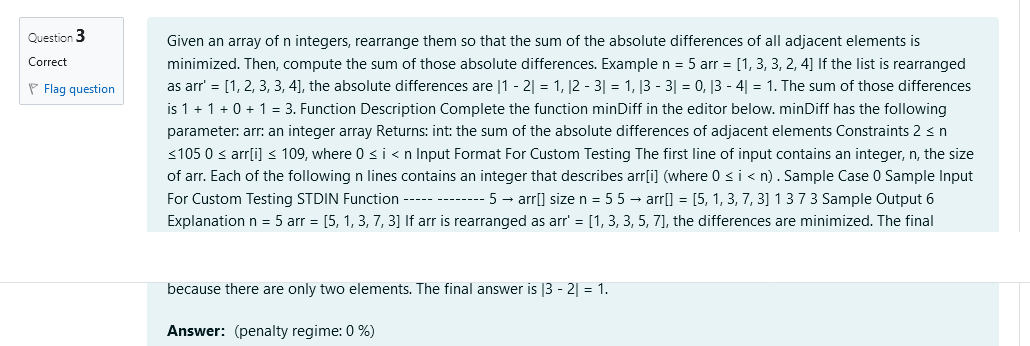 Question 3
Correct
Flag question
Given an array of n integers, rearrange them so that the sum of the absolute differences of all adjacent elements is
minimized. Then, compute the sum of those absolute differences. Example n = 5 arr = [1, 3, 3, 2, 4] If the list is rearranged
as arr' = [1, 2, 3, 3, 4], the absolute differences are |1 - 2| = 1, |2 - 3| = 1, |3 - 3| = 0, |3 - 4| = 1. The sum of those differences
is 1 + 1 + 0 + 1 = 3. Function Description Complete the function minDiff in the editor below. minDiff has the following
parameter: arr: an integer array Returns: int: the sum of the absolute differences of adjacent elements Constraints 2 ≤ n
≤105 0 ≤ arr[i] ≤ 109, where 0 ≤ i < n Input Format For Custom Testing The first line of input contains an integer, n, the size
of arr. Each of the following n lines contains an integer that describes arr[i] (where 0 ≤ i < n) . Sample Case 0 Sample Input
For Custom Testing STDIN Function ----- -------- 5 → arr[] size n = 5 5 → arr[] = [5, 1, 3, 7, 3] 1 3 7 3 Sample Output 6
Explanation n = 5 arr = [5, 1, 3, 7, 3] If arr is rearranged as arr' = [1, 3, 3, 5, 7], the differences are minimized. The final
because there are only two elements. The final answer is |3 - 2| = 1.
Answer: (penalty regime: 0 %)